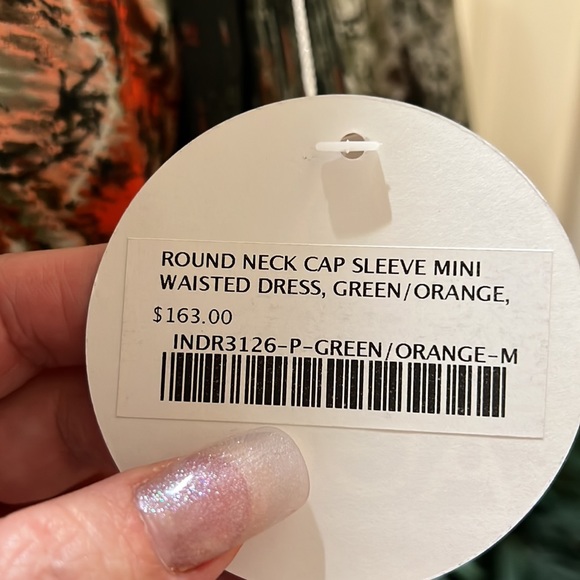 ROUND NECK CAP SLEEVE MINI
WAISTED DRESS, GREEN/ORANGE,
$163.00
INDR3126-P-GREEN/ORANGE-M